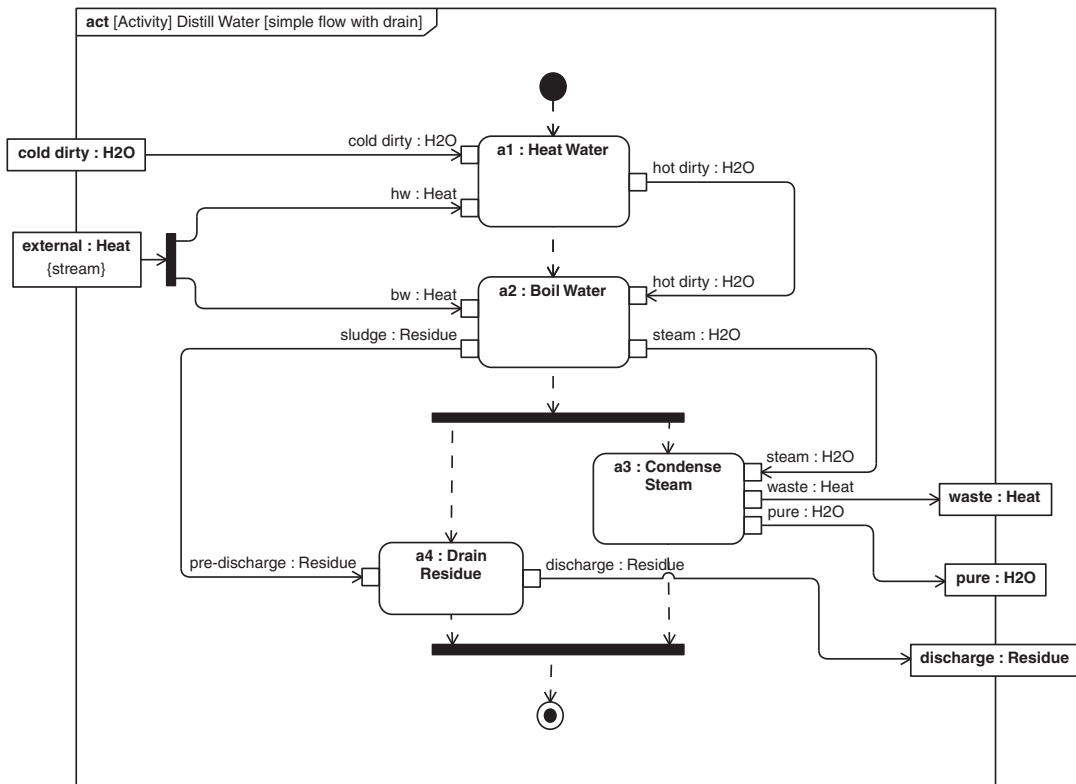 act [Activity] Distill Water [simple flow with drain]
cold dirty : H2O
cold dirty : H2O
a1 : Heat Water
hot dirty : H2O
hw : Heat
external : Heat
{stream}
a2 : Boil Water
hot dirty : H2O
bw : Heat
sludge : Residue
steam : H2O
a3 : Condense
Steam
steam : H2O
waste : Heat
waste : Heat
pure : H2O
pre-discharge : Residue
a4 : Drain
Residue
discharge : Residue
pure : H2O
discharge : Residue